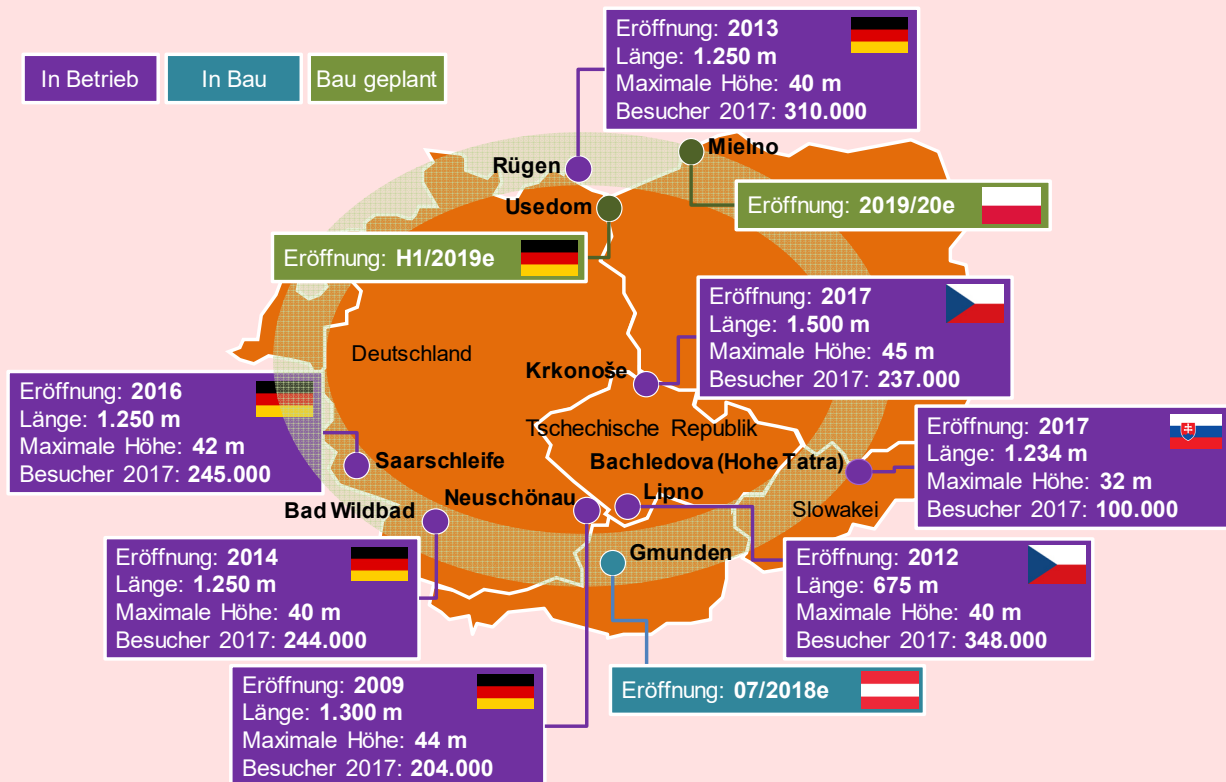 In Betrieb
In Bau
Bau geplant
Eröffnung: 2013
Länge: 1.250 m
Maximale Höhe: 40 m
Besucher 2017: 310.000
Mielno
Rügen
Usedom
Eröffnung: 2019/20e
Eröffnung: H1/2019e
Eröffnung: 2017
Länge: 1.500 m
Maximale Höhe: 45 m
Besucher 2017: 237.000
Deutschland
Krkonoše
Eröffnung: 2016
Länge: 1.250 m
Maximale Höhe: 42 m
Besucher 2017: 245.000
Tschechische Republik
Eröffnung: 2017
Länge: 1.234 m
Maximale Höhe: 32 m
Besucher 2017: 100.000
Saarschleife
Bachledova (Hohe Tatra)
Neuschönau
Lipno
Bad Wildbad
Slowakei
Gmunden
Eröffnung: 2014
Länge: 1.250 m
Maximale Höhe: 40 m
Besucher 2017: 244.000
Eröffnung: 2012
Länge: 675 m
Maximale Höhe: 40 m
Besucher 2017: 348.000
Eröffnung: 2009
Länge: 1.300 m
Maximale Höhe: 44 m
Besucher 2017: 204.000
Eröffnung: 07/2018e